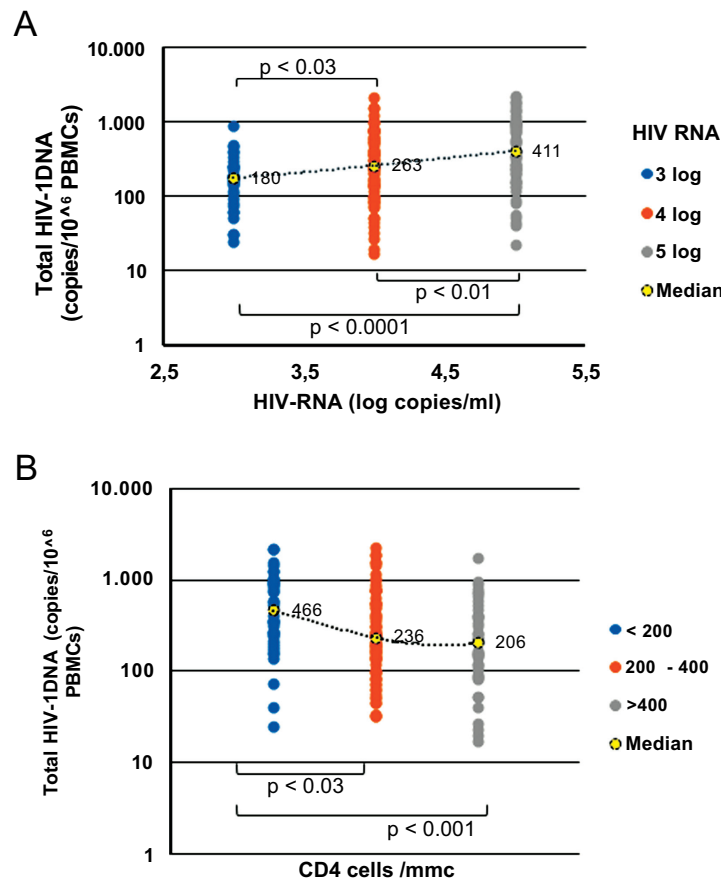 A
10.000
1.000
100
10
1
Total HIV-1DNA
(copies/10^6 PBMCs)
p < 0.03
180
263
411
p < 0.01
p < 0.0001
2,5
3,5
4,5
5,5
HIV-RNA (log copies/ml)
HIV RNA
3 log
4 log
5 log
Median
B
10.000
1.000
100
10
1
Total HIV-1DNA (copies/10^6
PBMCs)
466
236
206
p < 0.03
p < 0.001
CD4 cells /mmc
< 200
200 - 400
>400
Median